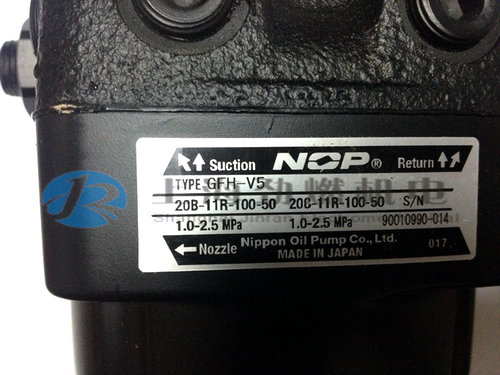 Suction NOP® Return
TYPE GFH-V5
20B-11R-100-50 20C-11R-100-50 S/N
1.0-2.5 MPa 1.0-2.5 MPa 90010990-014
Nozzle Nippon Oil Pump Co., Ltd. 017.
MADE IN JAPAN